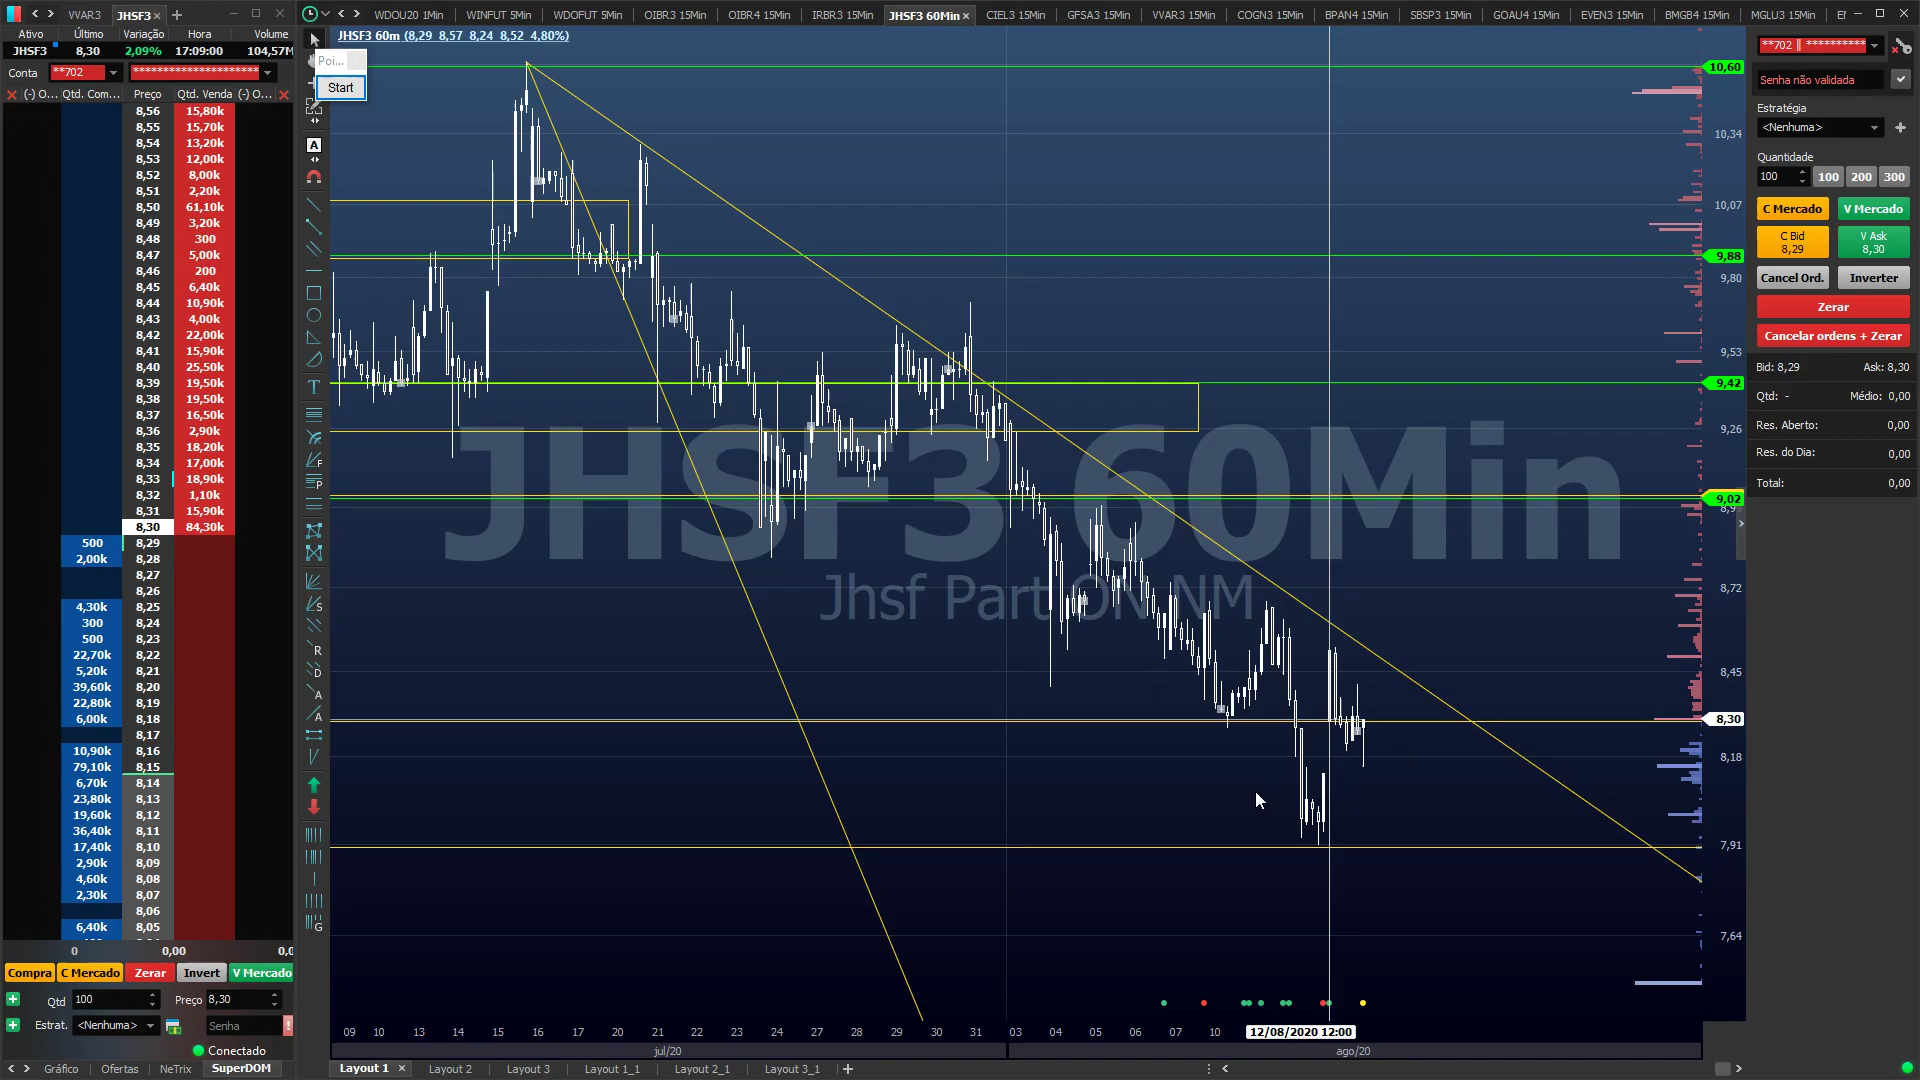 VVAR3 JHSF3 WDOU20 1Min WINFUT 5Min WDOFUT 5Min OIBR3 15Min OIBR4 15Min IRBR3 15Min JHSF3 60Min CIEL3 15Min GFSA3 15Min VVAR3 15Min COGN3 15Min BPAN4 15Min SBSP3 15Min GOAU4 15Min EVEN3 15Min BMGB4 15Min MGLU3 15Min
Ativo Último Variação Hora Volume
JHSF3 8,30 2,09% 17:09:00 104,57M
Conta **702 **********************
(-) O... Qtd. Com... Preço Qtd. Venda (-) O...
8,56 15,80k
8,55 15,70k
8,54 13,20k
8,53 12,00k
8,52 8,00k
8,51 2,20k
8,50 61,10k
8,49 3,20k
8,48 300
8,47 5,00k
8,46 200
8,45 6,40k
8,44 10,90k
8,43 4,00k
8,42 22,00k
8,41 15,90k
8,40 25,50k
8,39 19,50k
8,38 19,50k
8,37 16,50k
8,36 2,90k
8,35 18,20k
8,34 17,00k
8,33 18,90k
8,32 1,10k
8,31 15,90k
8,30 84,30k
500 8,29
2,00k 8,28
8,27
8,26
4,30k 8,25
300 8,24
500 8,23
22,70k 8,22
5,20k 8,21
39,60k 8,20
22,80k 8,19
6,00k 8,18
8,17
10,90k 8,16
79,10k 8,15
6,70k 8,14
23,80k 8,13
19,60k 8,12
36,40k 8,11
17,40k 8,10
2,90k 8,09
4,60k 8,08
2,30k 8,07
8,06
6,40k 8,05
0 0,00
Compra C Mercado Zerar Invert V Mercado
Qtd 100 Preço 8,30
Estrat. <Nenhuma> Senha
Conectado
Gráfico Ofertas NeTrix SuperDOM
Poi...
Start
A
T
F
P
S
R
D
A
A
G
JHSF3 60m (8,29 8,57 8,24 8,52 4,80%)
JHSF3 60Min
Jhsf Part ON NM
10,60
10,34
10,07
9,88
9,80
9,53
9,42
9,26
9,02
8,72
8,45
8,30
8,18
7,91
7,64
09 10 13 14 15 16 17 20 21 22 23 24 27 28 29 30 31 03 04 05 06 07 10 12/08/2020 12:00
jul/20 ago/20
Layout 1 Layout 2 Layout 3 Layout 1_1 Layout 2_1 Layout 3_1
**702 || **********
Senha não validada
Estratégia
<Nenhuma>
Quantidade
100 100 200 300
C Mercado V Mercado
C Bid 8,29
V Ask 8,30
Cancel Ord. Inverter
Zerar
Cancelar ordens + Zerar
Bid: 8,29 Ask: 8,30
Qtd: - Médio: 0,00
Res. Aberto: 0,00
Res. do Dia: 0,00
Total: 0,00